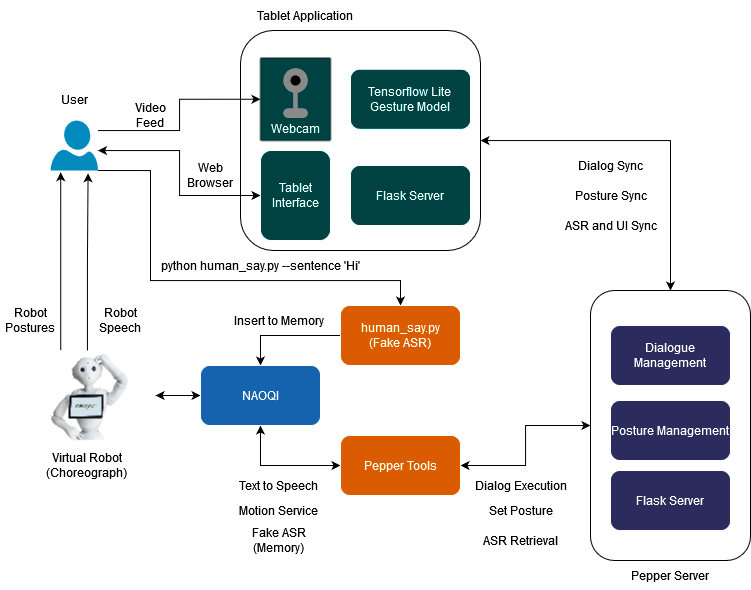 Tablet Application
User
Video
Feed
Webcam
Tensorflow Lite
Gesture Model
Web
Browser
Tablet
Interface
Flask Server
Dialog Sync
Posture Sync
ASR and UI Sync
python human_say.py --sentence 'Hi'
Robot
Postures
Robot
Speech
Insert to Memory
human_say.py
(Fake ASR)
Dialogue
Management
NAOQI
Posture Management
Virtual Robot
(Choreograph)
Pepper Tools
Text to Speech
Motion Service
Fake ASR
(Memory)
Dialog Execution
Set Posture
ASR Retrieval
Flask Server
Pepper Server